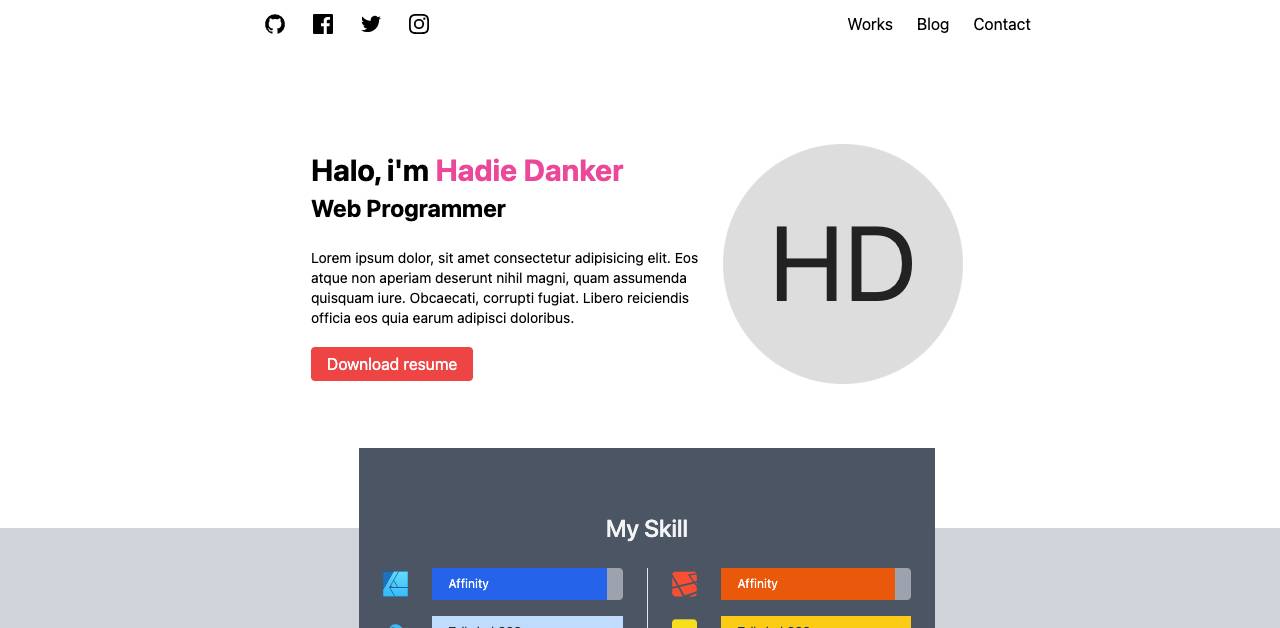 Works Blog Contact
Halo, i'm Hadie Danker
Web Programmer
Lorem ipsum dolor, sit amet consectetur adipisicing elit. Eos
atque non aperiam deserunt nihil magni, quam assumenda
quisquam iure. Obcaecati, corrupti fugiat. Libero reiciendis
officia eos quia earum adipisci doloribus.
Download resume
HD
My Skill
Affinity
Affinity